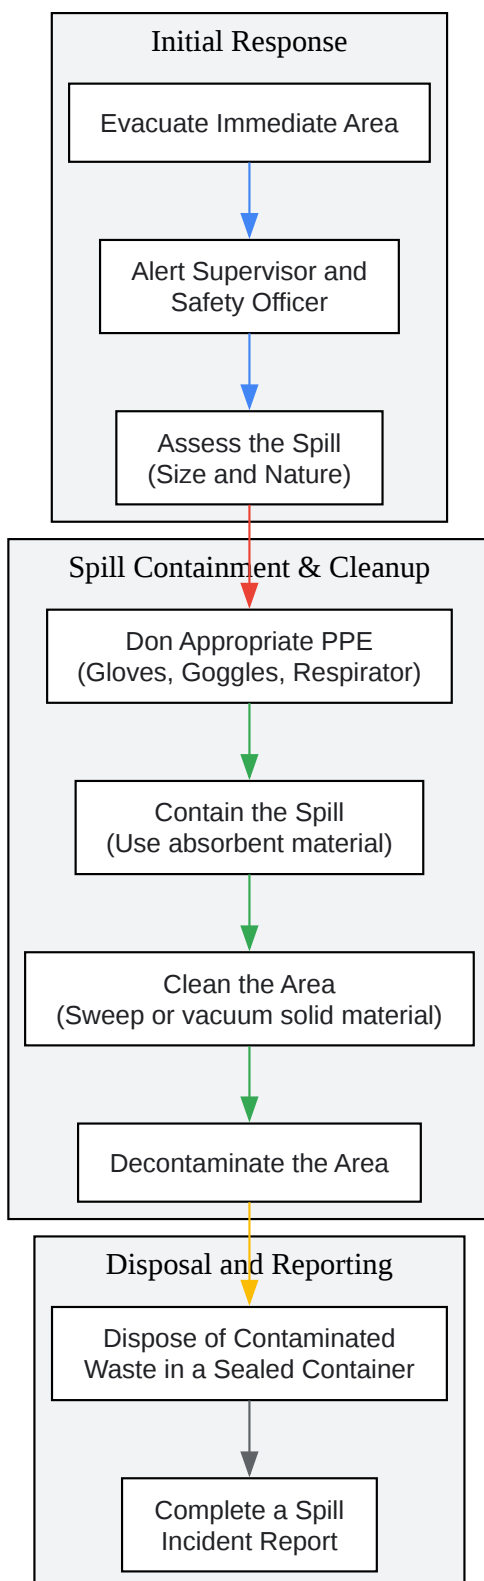 Initial Response
Evacuate Immediate Area
Alert Supervisor and
Safety Officer
Assess the Spill
(Size and Nature)
Spill Containment & Cleanup
Don Appropriate PPE
(Gloves, Goggles, Respirator)
Contain the Spill
(Use absorbent material)
Clean the Area
(Sweep or vacuum solid material)
Decontaminate the Area
Disposal and Reporting
Dispose of Contaminated
Waste in a Sealed Container
Complete a Spill
Incident Report